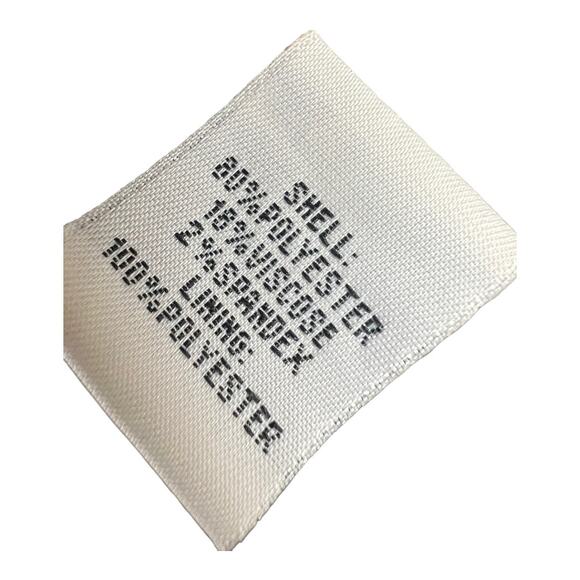 SHELL:
80%POLYESTER
18%VISCOSE
2%SPANDEX
LINING:
100%POLYESTER